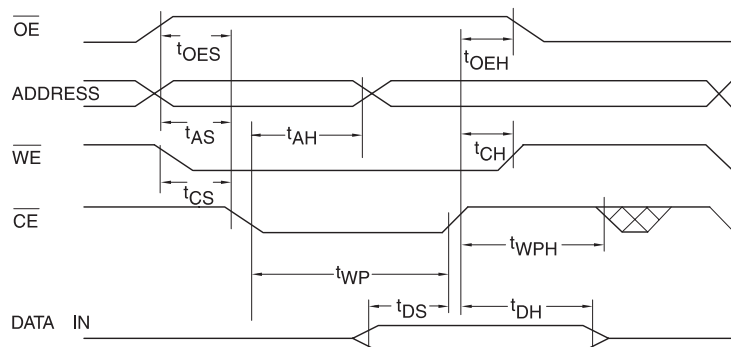 OE
tOES
tOEH
ADDRESS
tAS
tAH
WE
tCH
tCS
CE
tWPH
tWP
tDS
tDH
DATA IN